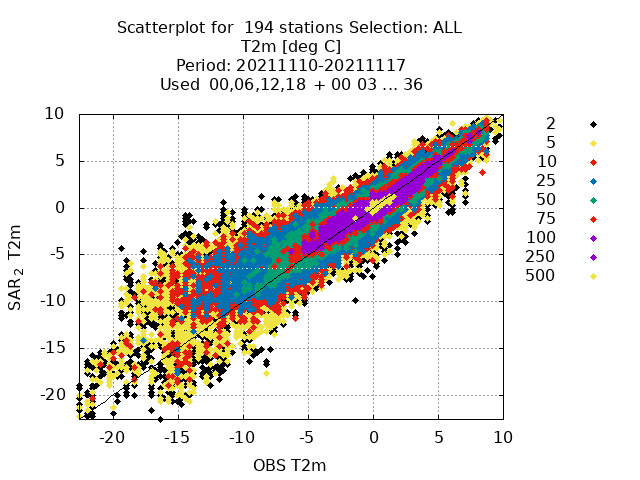 Scatterplot for  194 stations Selection: ALL
T2m [deg C]
Period: 20211110-20211117
Used  00,06,12,18 + 00 03 ... 36
10
5
0
-5
-10
-15
-20
SAR2 T2m
-20 -15 -10 -5 0 5 10
OBS T2m
2
5
10
25
50
75
100
250
500